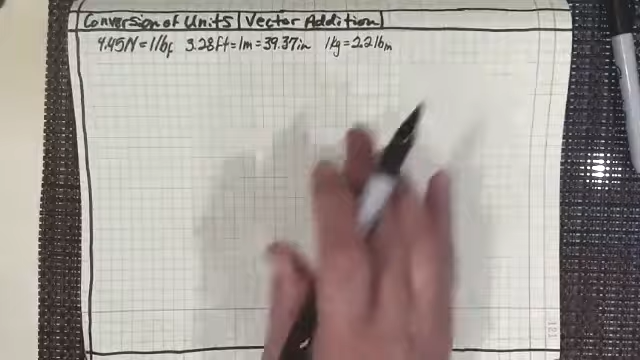 Conversion of Units | Vector Addition
4.45N=1lbf 3.28ft=1m=39.37in 1kg=2.2lbm